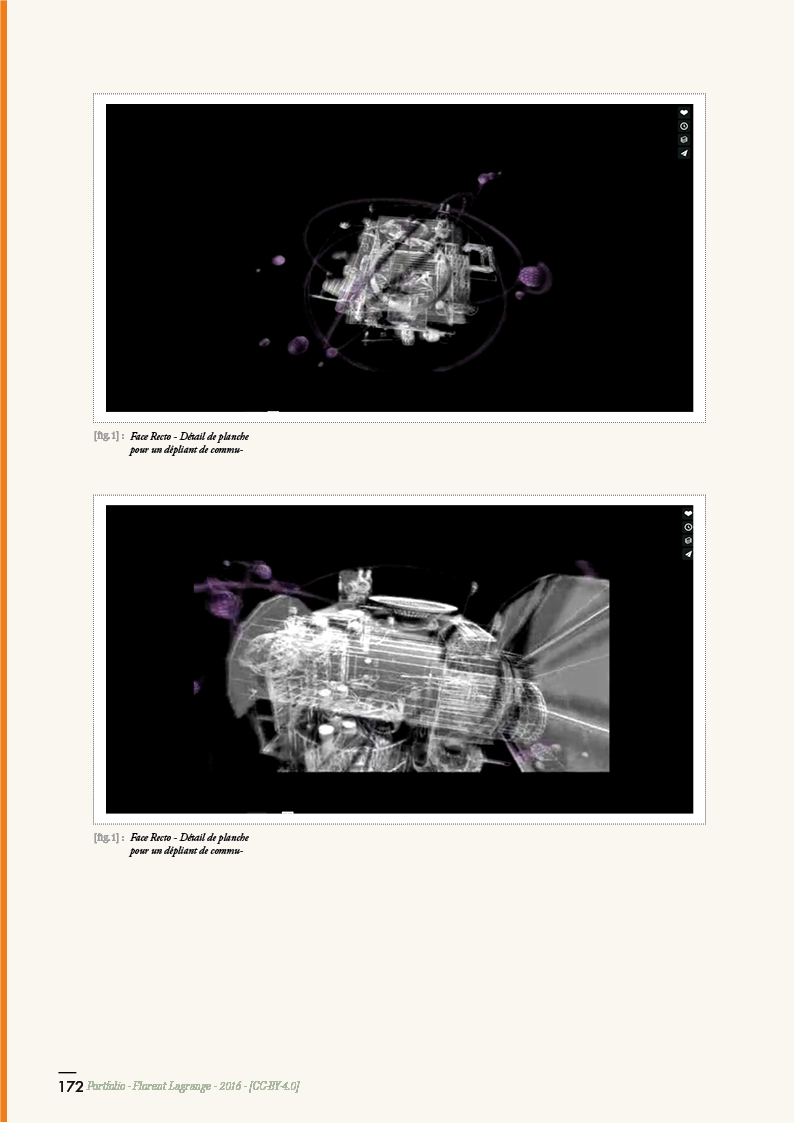 [fig.1] : Face Recto - Détail de planche
pour un dépliant de commu-
[fig.1] : Face Recto - Détail de planche
pour un dépliant de commu-
172 Portfolio - Florent Lagrange - 2016 - [CC-BY-4.0]